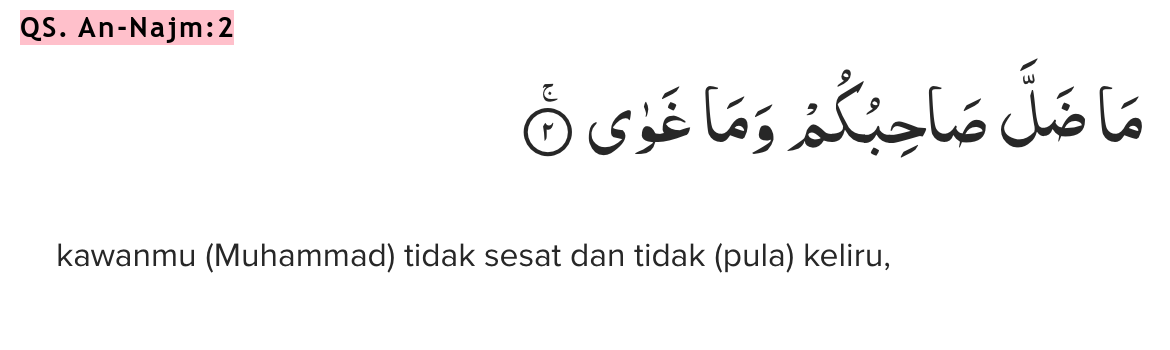 QS. An-Najm:2
مَا ضَلَّ صَاحِبُكُمْ وَمَا غَوٰى ۚ ٢
kawanmu (Muhammad) tidak sesat dan tidak (pula) keliru,